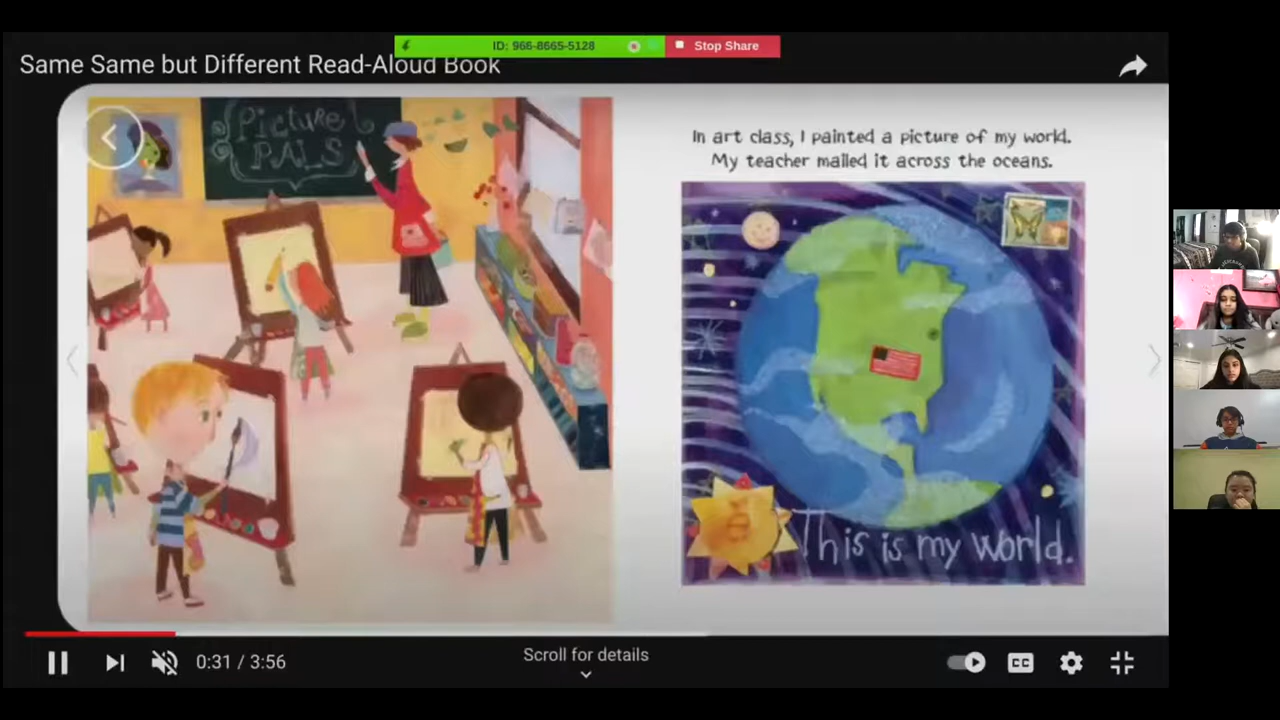 ID: 966-8665-5128
Stop Share
Same Same but Different Read-Aloud Book
Picture
PALS
In art class, I painted a picture of my world.
My teacher mailed it across the oceans.
This is my world.
0:31 / 3:56
Scroll for details
CC